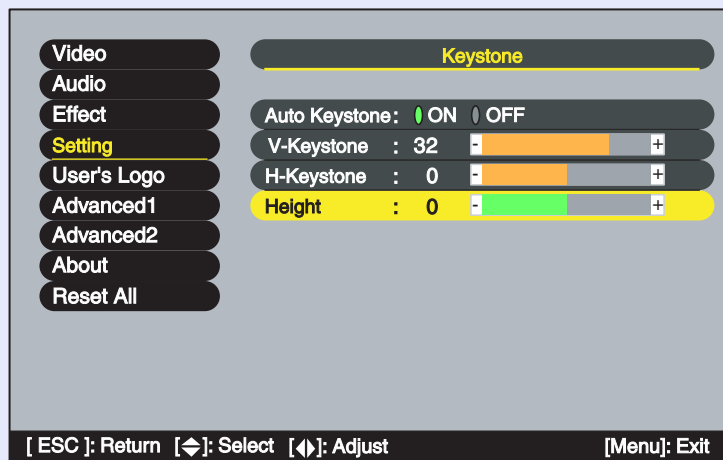 Video
Audio
Effect
Setting
User's Logo
Advanced1
Advanced2
About
Reset All
Keystone
Auto Keystone: ON OFF
V-Keystone : 32 - +
H-Keystone : 0 - +
Height : 0 - +
[ ESC ]: Return [◆]: Select [◀▶]: Adjust [Menu]: Exit